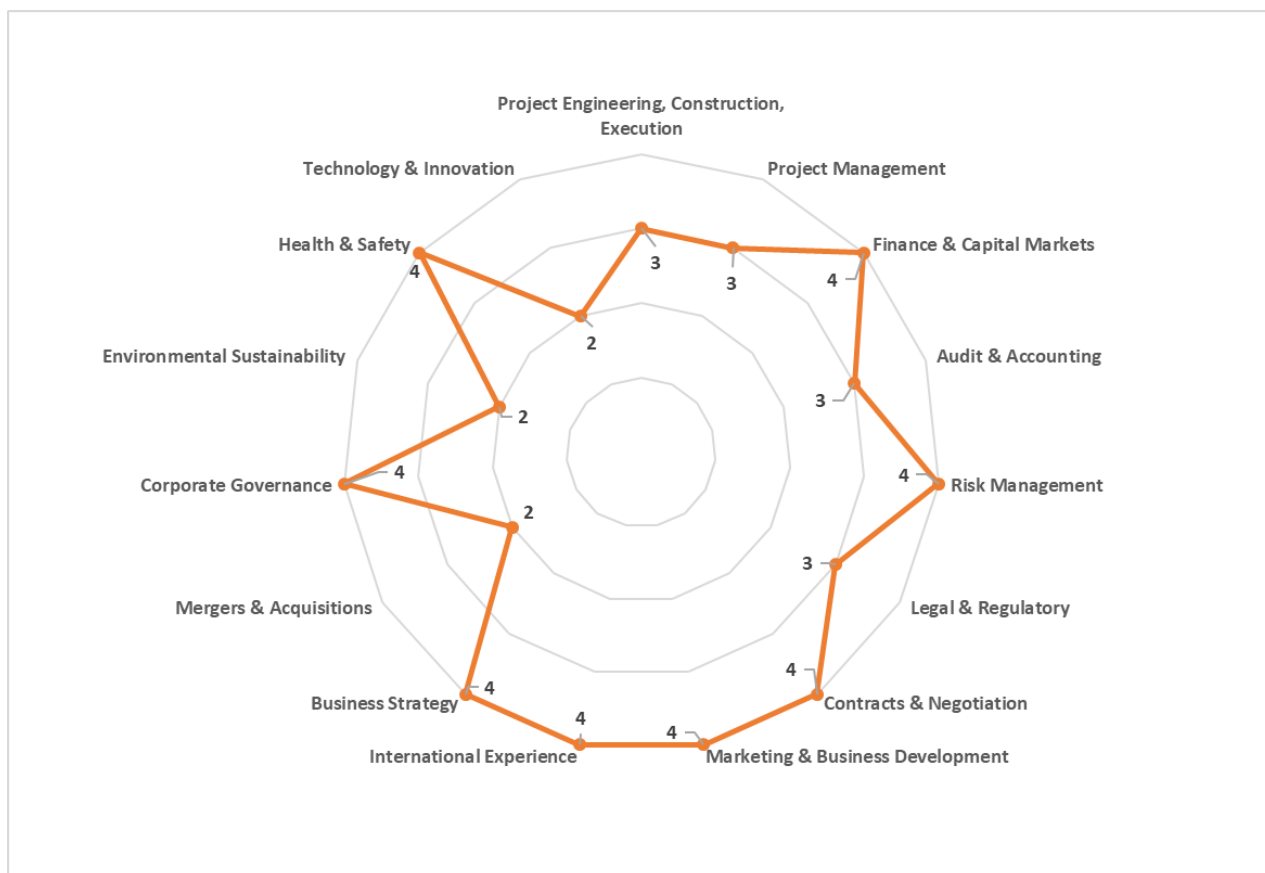 Project Engineering, Construction,
Execution
Technology & Innovation
Project Management
Health & Safety
Finance & Capital Markets
3
3
4
4
2
Environmental Sustainability
Audit & Accounting
3
2
Corporate Governance
4
4
Risk Management
2
3
Mergers & Acquisitions
Legal & Regulatory
4
Business Strategy
4
Contracts & Negotiation
4
4
International Experience
Marketing & Business Development